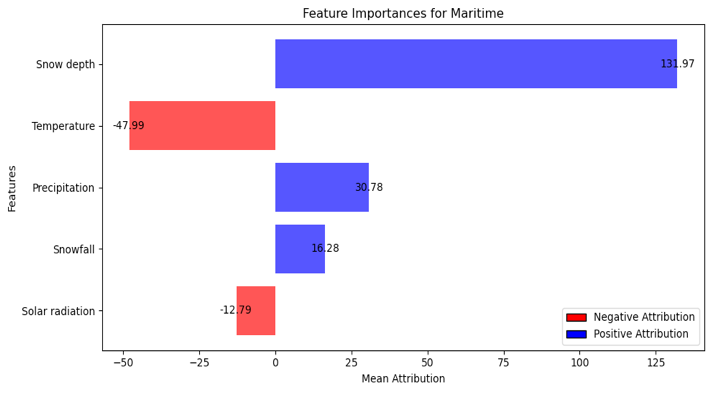 Feature Importances for Maritime
Features
Snow depth
131.97
Temperature
-47.99
Precipitation
30.78
Snowfall
16.28
Solar radiation
-12.79
Negative Attribution
Positive Attribution
−50 −25 0 25 50 75 100 125
Mean Attribution